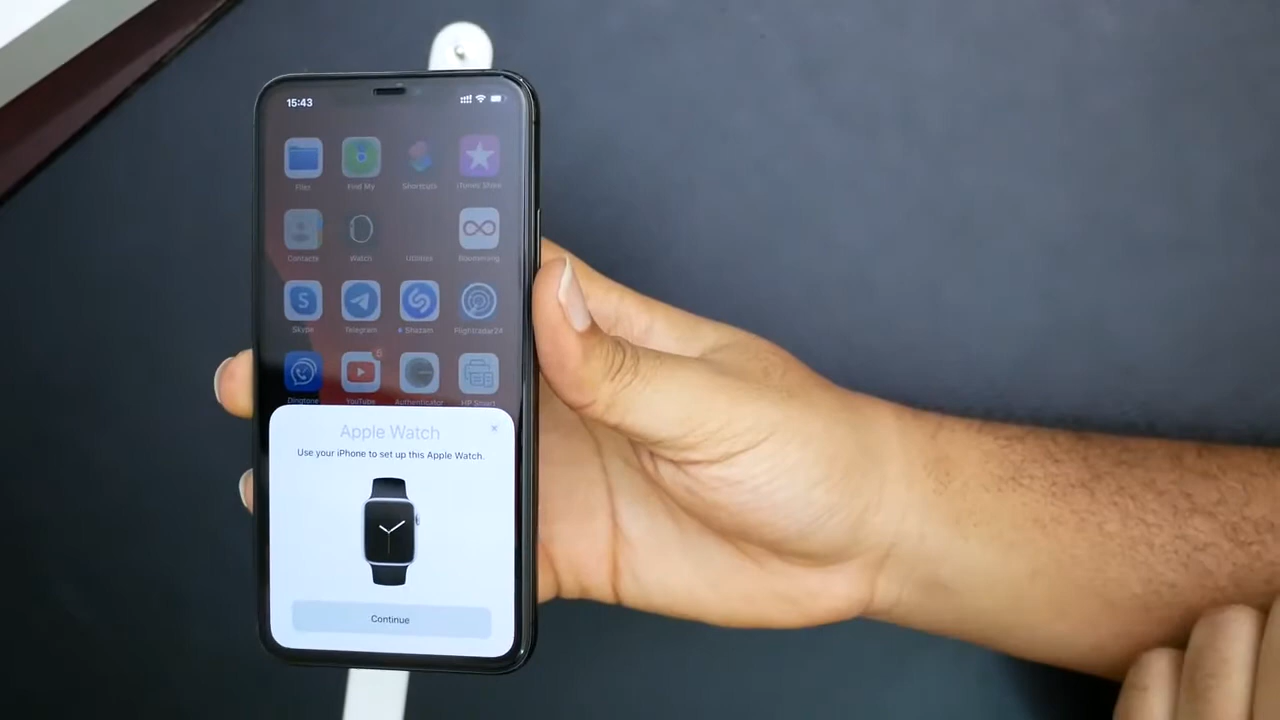 15:43
Files Find My Shortcuts iTunes Store
Contacts Watch Utilities Boomerang
S
Skype Telegram Shazam Flightradar24
6
Dingtone YouTube Authenticator HP Smart
Apple Watch
Use your iPhone to set up this Apple Watch.
Continue